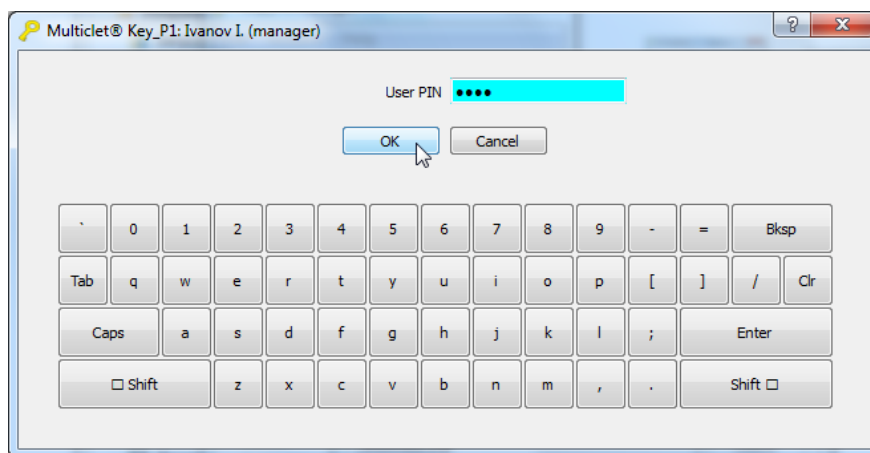 Multiclet® Key_P1: Ivanov I. (manager)
User PIN ●●●●
OK Cancel
` 0 1 2 3 4 5 6 7 8 9 - = Bksp
Tab q w e r t y u i o p [ ] / Clr
Caps a s d f g h j k l ; Enter
□ Shift z x c v b n m , . Shift □